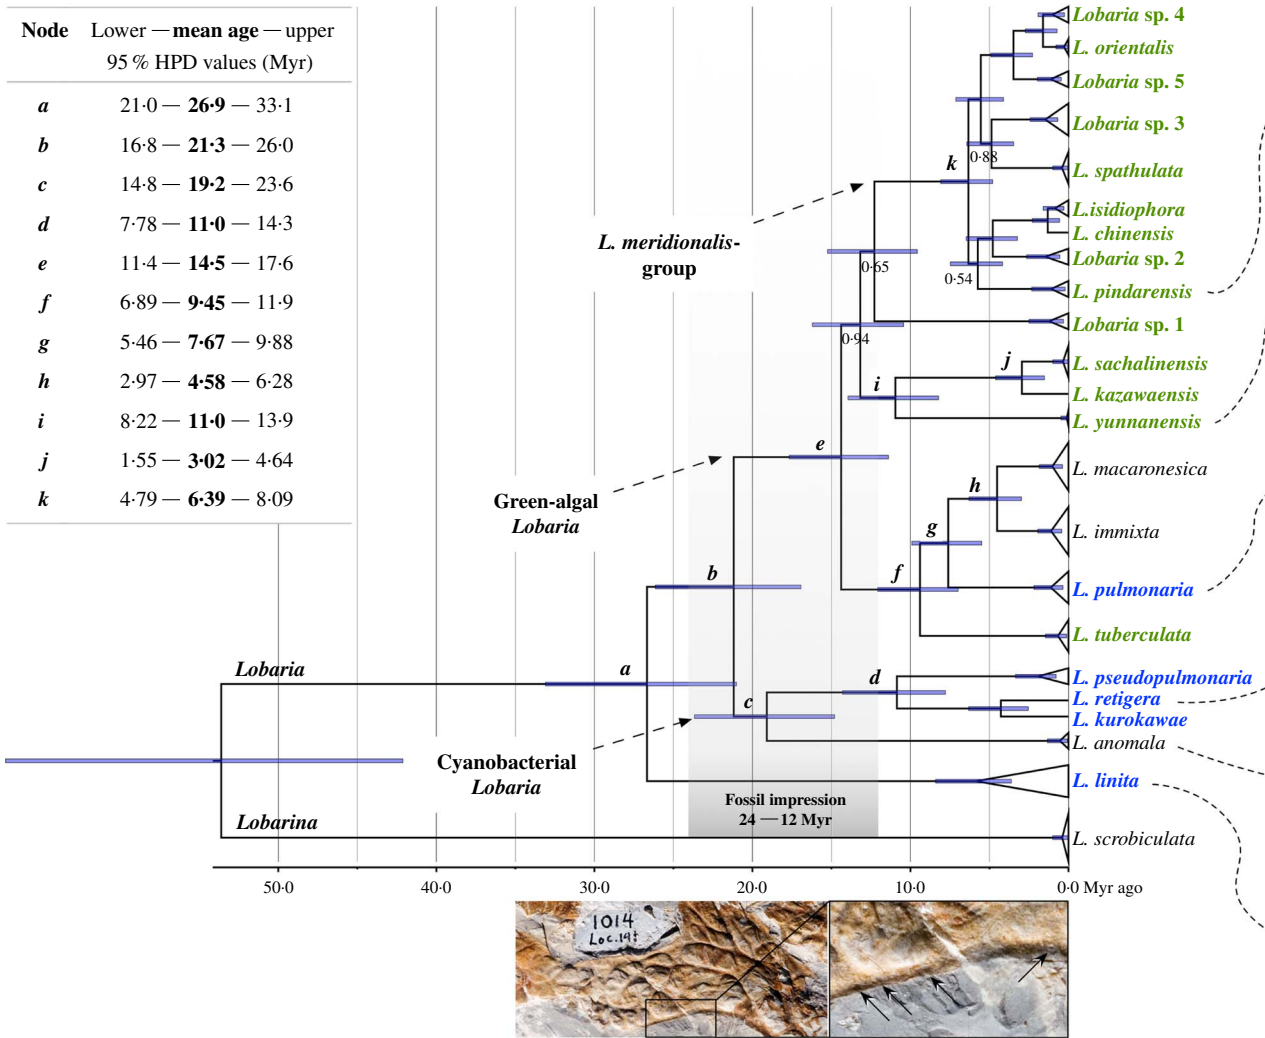 Node Lower — mean age — upper
95 % HPD values (Myr)
a 21·0 — 26·9 — 33·1
b 16·8 — 21·3 — 26·0
c 14·8 — 19·2 — 23·6
d 7·78 — 11·0 — 14·3
e 11·4 — 14·5 — 17·6
f 6·89 — 9·45 — 11·9
g 5·46 — 7·67 — 9·88
h 2·97 — 4·58 — 6·28
i 8·22 — 11·0 — 13·9
j 1·55 — 3·02 — 4·64
k 4·79 — 6·39 — 8·09
Lobaria sp. 4
L. orientalis
Lobaria sp. 5
Lobaria sp. 3
k
0·88
L. spathulata
L.isidiophora
L. chinensis
L. meridionalis-
group
0·65
0·54
Lobaria sp. 2
L. pindarensis
Lobaria sp. 1
0·94
j
L. sachalinensis
i
L. kazawaensis
L. yunnanensis
e
Green-algal
Lobaria
L. macaronesica
h
g
L. immixta
b
f
L. pulmonaria
L. tuberculata
Lobaria
a
d
L. pseudopulmonaria
c
L. retigera
L. kurokawae
L. anomala
Cyanobacterial
Lobaria
L. linita
Fossil impression
24 — 12 Myr
Lobarina
L. scrobiculata
50·0 40·0 30·0 20·0 10·0 0·0 Myr ago
1014
Loc.19t